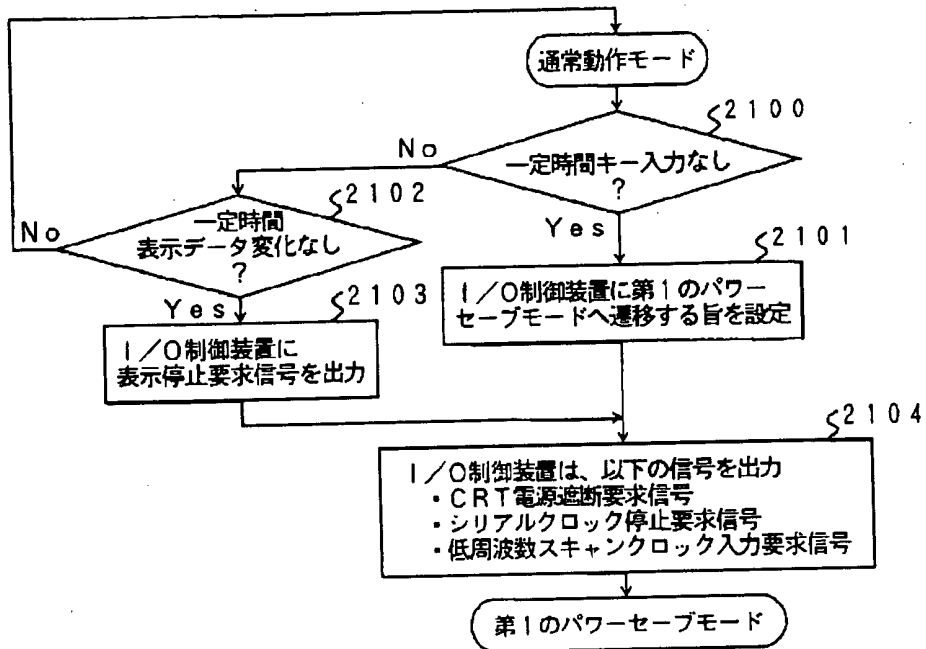 通常動作モード
2100
一定時間キー入力なし
?
No
Yes
2102
一定時間
表示データ変化なし
?
No
Yes
2101
I/O制御装置に第1のパワー
セーブモードへ遷移する旨を設定
2103
I/O制御装置に
表示停止要求信号を出力
2104
I/O制御装置は、以下の信号を出力
・CRT電源遮断要求信号
・シリアルクロック停止要求信号
・低周波数スキャンクロック入力要求信号
第1のパワーセーブモード